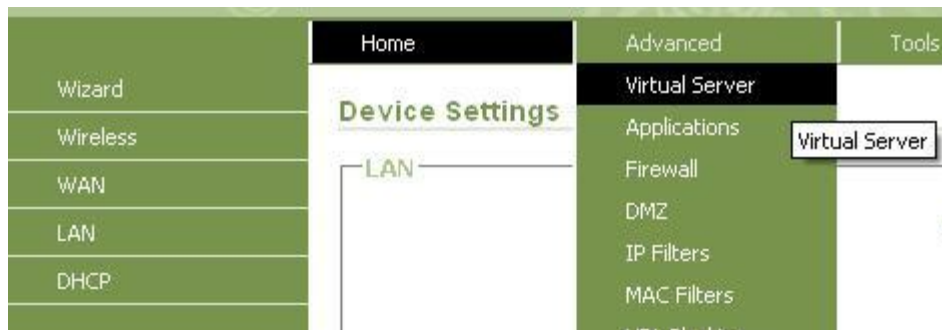 Home
Advanced
Tools
Wizard
Wireless
WAN
LAN
DHCP
Device Settings
LAN
Virtual Server
Applications
Firewall
DMZ
IP Filters
MAC Filters
Virtual Server